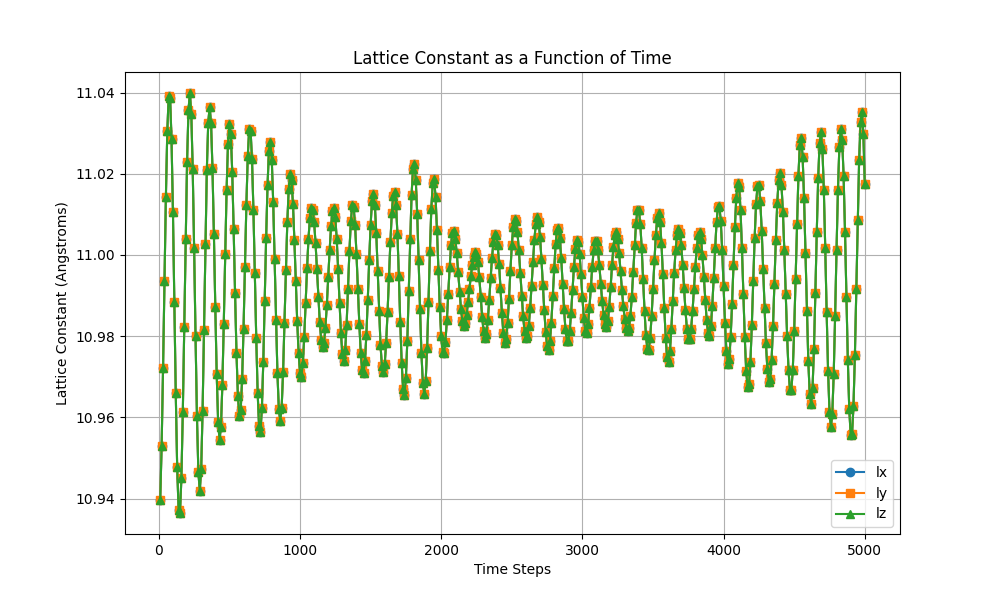 Lattice Constant as a Function of Time
Lattice Constant (Angstroms)
11.04
11.02
11.00
10.98
10.96
10.94
lx
ly
lz
0 1000 2000 3000 4000 5000
Time Steps